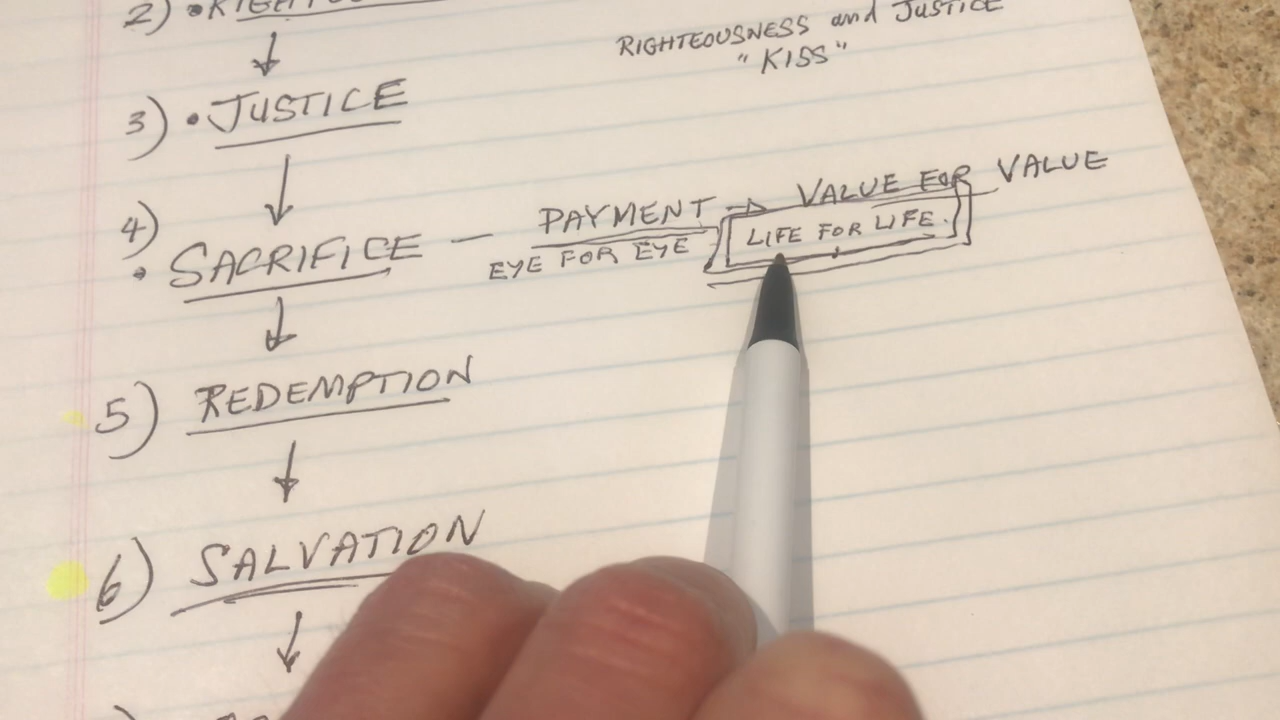 2) •
RIGHTEOUSNESS and JUSTICE
"KISS"
3) • JUSTICE
4)
• SACRIFICE — PAYMENT → VALUE FOR VALUE
EYE FOR EYE / LIFE FOR LIFE.
5) REDEMPTION
6) SALVATION